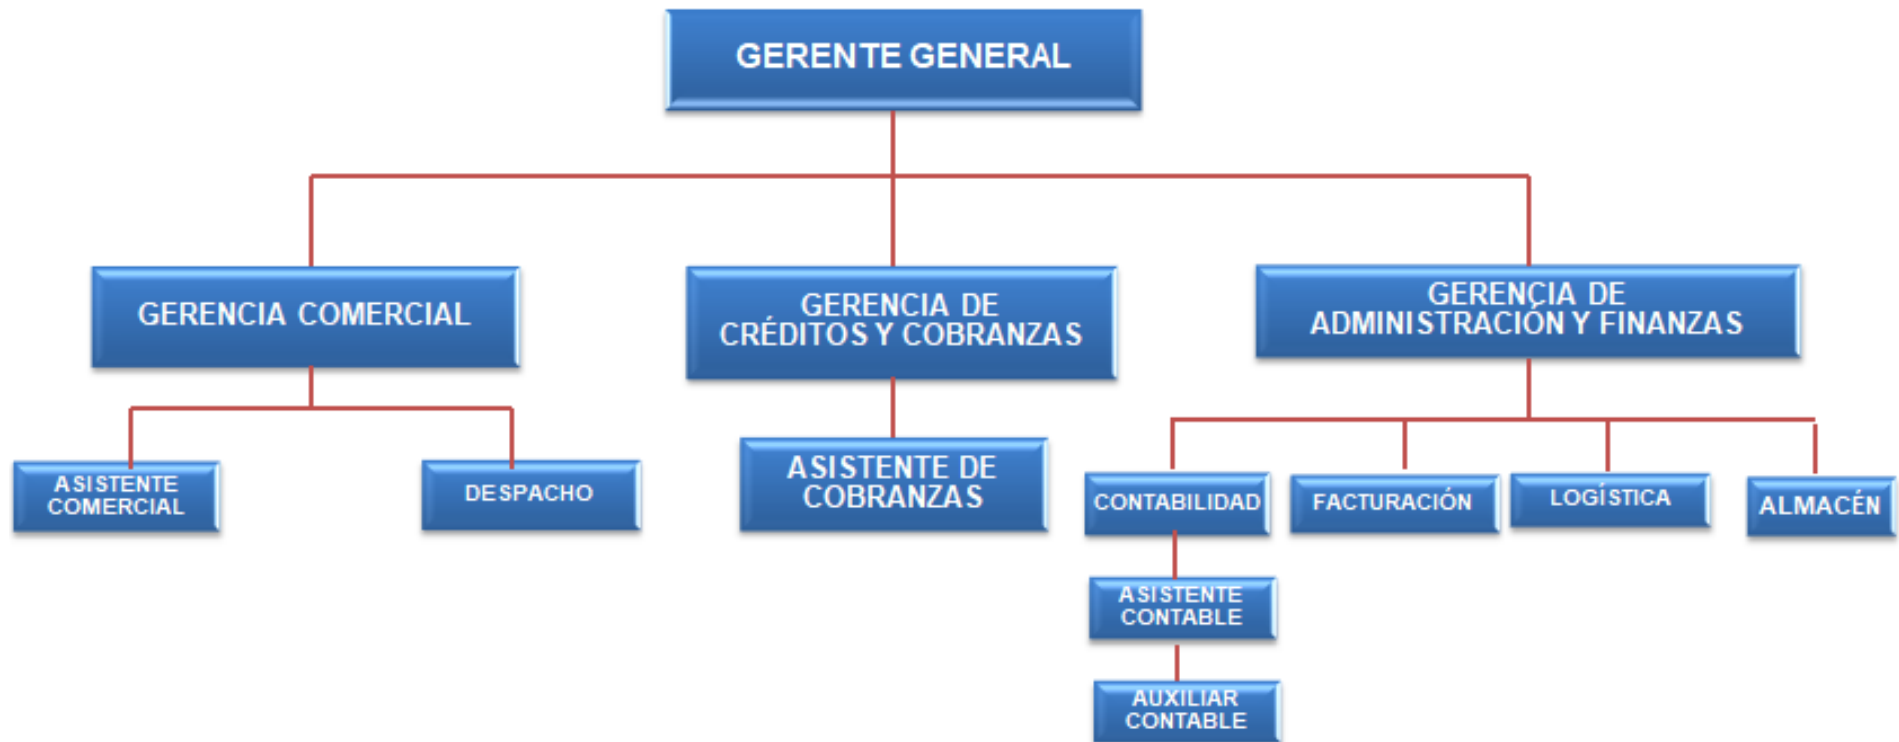 GERENTE GENERAL
GERENCIA COMERCIAL
GERENCIA DE
CRÉDITOS Y COBRANZAS
GERENCIA DE
ADMINISTRACIÓN Y FINANZAS
ASISTENTE
COMERCIAL
DESPACHO
ASISTENTE DE
COBRANZAS
CONTABILIDAD
FACTURACIÓN
LOGÍSTICA
ALMACÉN
ASISTENTE
CONTABLE
AUXILIAR
CONTABLE